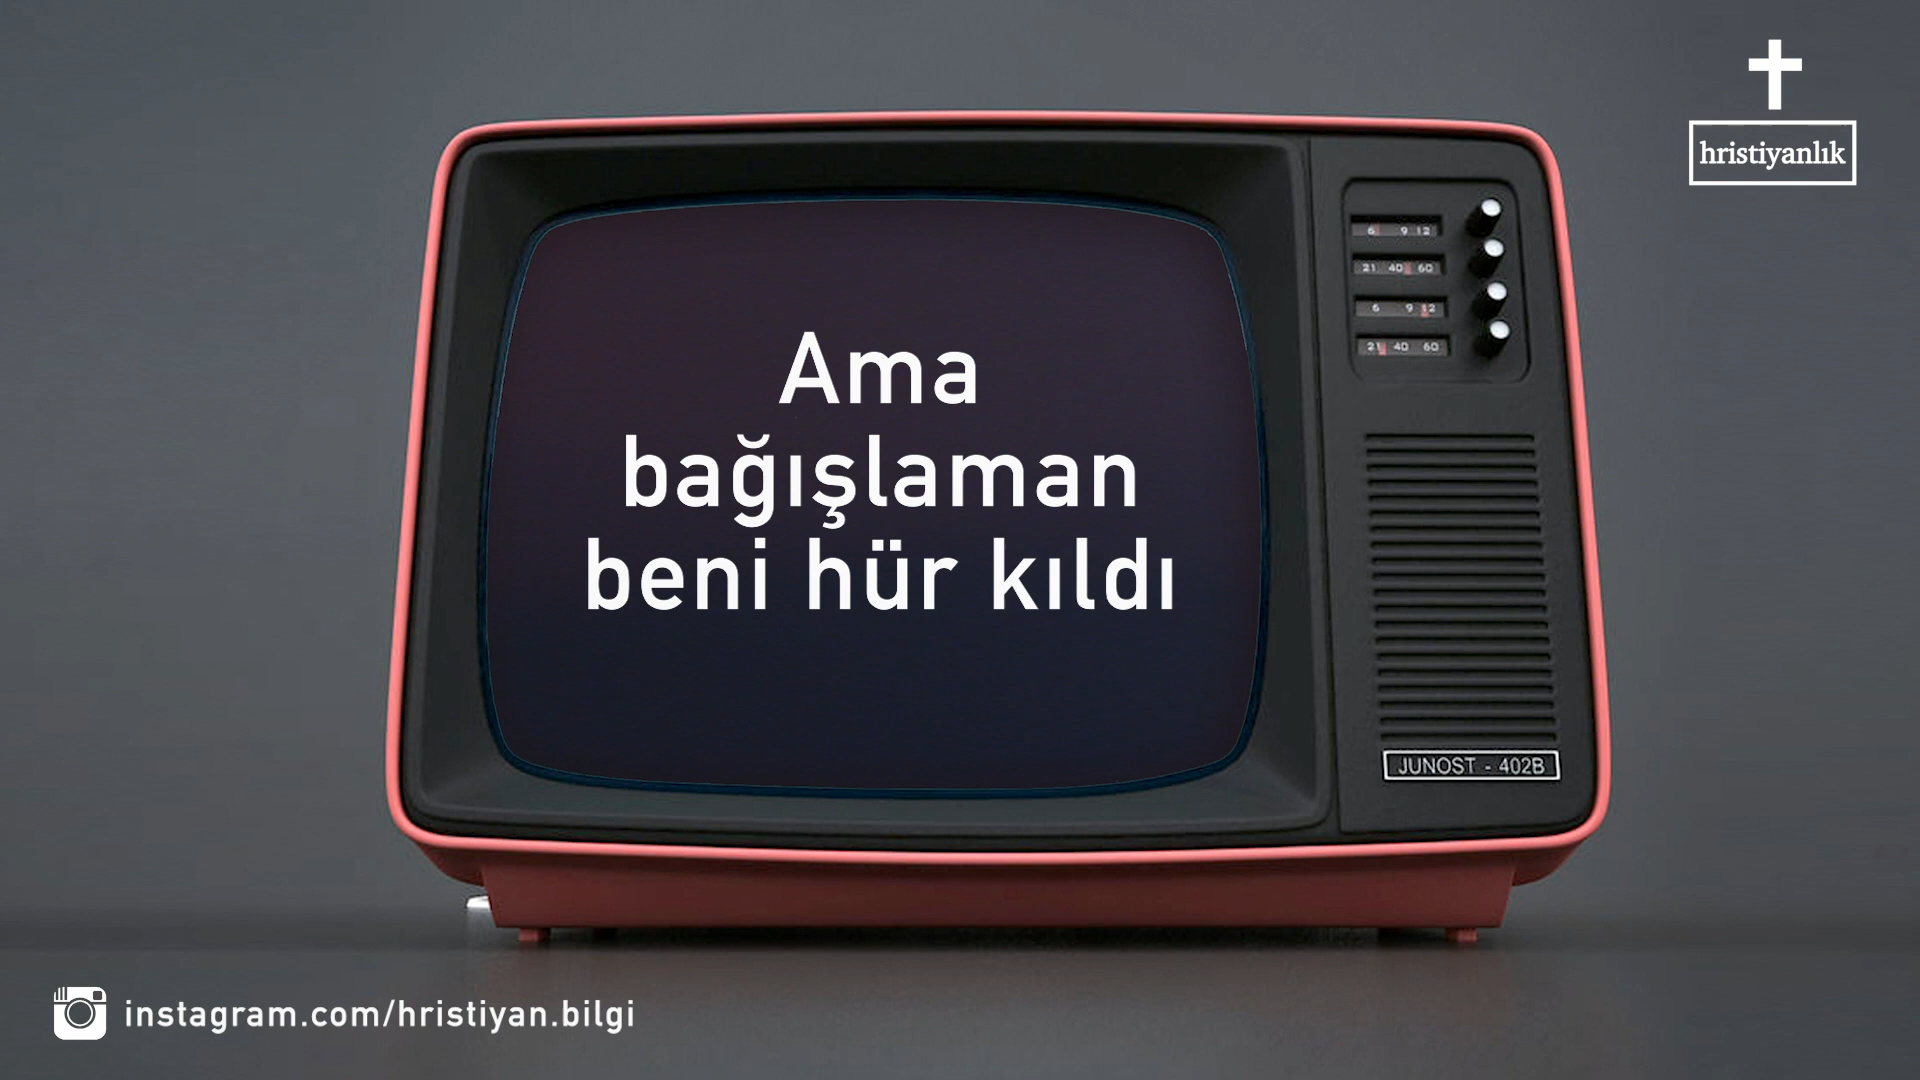 hristiyanlık
6 9 12
21 40 60
6 9 12
21 40 60
Ama
bağışlaman
beni hür kıldı
JUNOST - 402B
instagram.com/hristiyan.bilgi